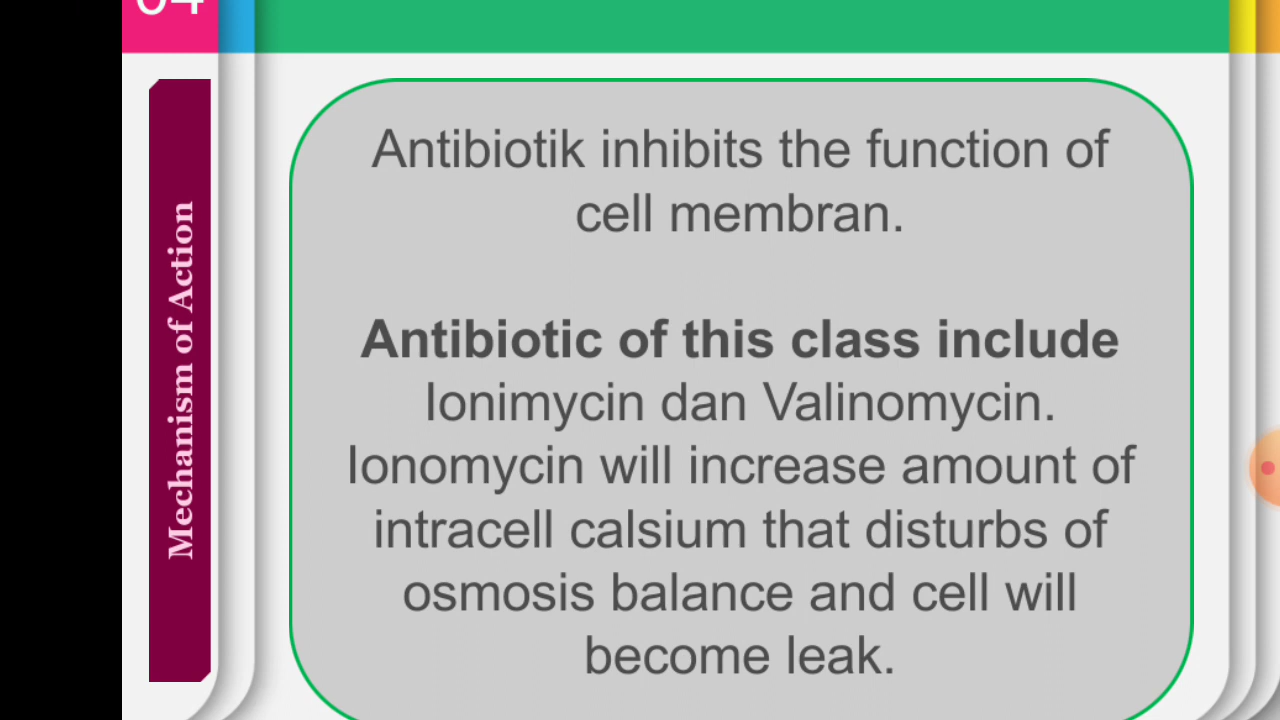 04
Mechanism of Action
Antibiotik inhibits the function of
cell membran.
Antibiotic of this class include
Ionimycin dan Valinomycin.
Ionomycin will increase amount of
intracell calsium that disturbs of
osmosis balance and cell will
become leak.